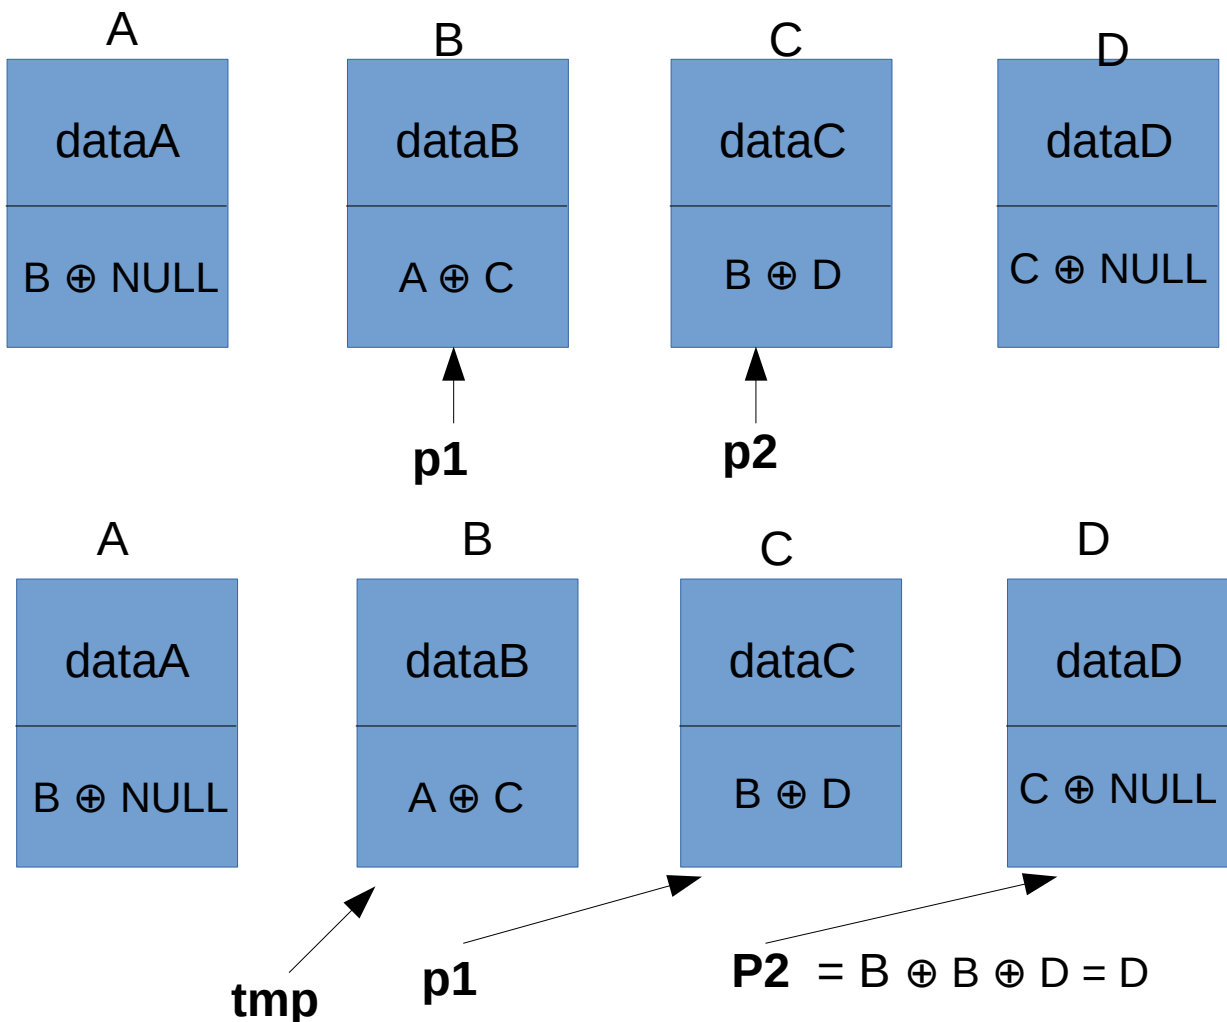 A B C D
dataA dataB dataC dataD
B ⊕ NULL A ⊕ C B ⊕ D C ⊕ NULL
p1 p2
A B C D
dataA dataB dataC dataD
B ⊕ NULL A ⊕ C B ⊕ D C ⊕ NULL
tmp p1 P2 = B ⊕ B ⊕ D = D